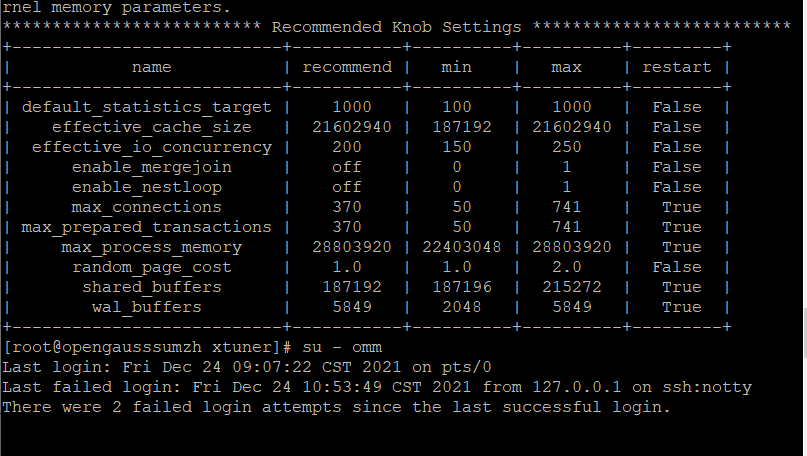 rnel memory parameters.
************************** Recommended Knob Settings **************************
+---------------------------+-----------+----------+----------+---------+
|            name           | recommend |   min    |   max    | restart |
+---------------------------+-----------+----------+----------+---------+
| default_statistics_target |    1000   |   100    |   1000   |  False  |
|    effective_cache_size   |  21602940 |  187192  | 21602940 |  False  |
|  effective_io_concurrency |    200    |   150    |   250    |  False  |
|      enable_mergejoin     |    off    |    0     |    1     |  False  |
|      enable_nestloop      |    off    |    0     |    1     |  False  |
|      max_connections      |    370    |    50    |   741    |   True  |
| max_prepared_transactions |    370    |    50    |   741    |   True  |
|     max_process_memory    |  28803920 | 22403048 | 28803920 |   True  |
|      random_page_cost     |    1.0    |   1.0    |   2.0    |  False  |
|       shared_buffers      |   187192  |  187196  |  215272  |   True  |
|        wal_buffers        |    5849   |   2048   |   5849   |   True  |
+---------------------------+-----------+----------+----------+---------+
[root@opengausssumzh xtuner]# su - omm
Last login: Fri Dec 24 09:07:22 CST 2021 on pts/0
Last failed login: Fri Dec 24 10:53:49 CST 2021 from 127.0.0.1 on ssh:notty
There were 2 failed login attempts since the last successful login.